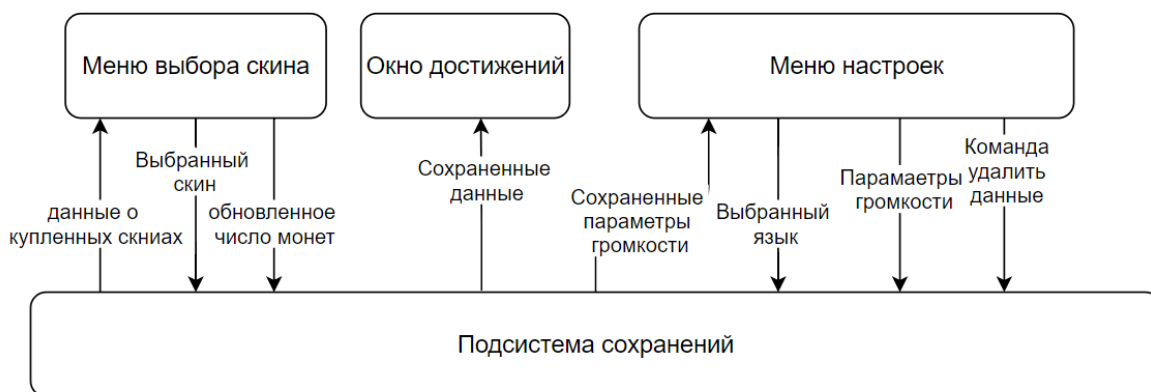 Меню выбора скина
Окно достижений
Меню настроек
данные о
купленных скниах
Выбранный
скин
обновленное
число монет
Сохраненные
данные
Сохраненные
параметры
громкости
Выбранный
язык
Парамаетры
громкости
Команда
удалить
данные
Подсистема сохранений